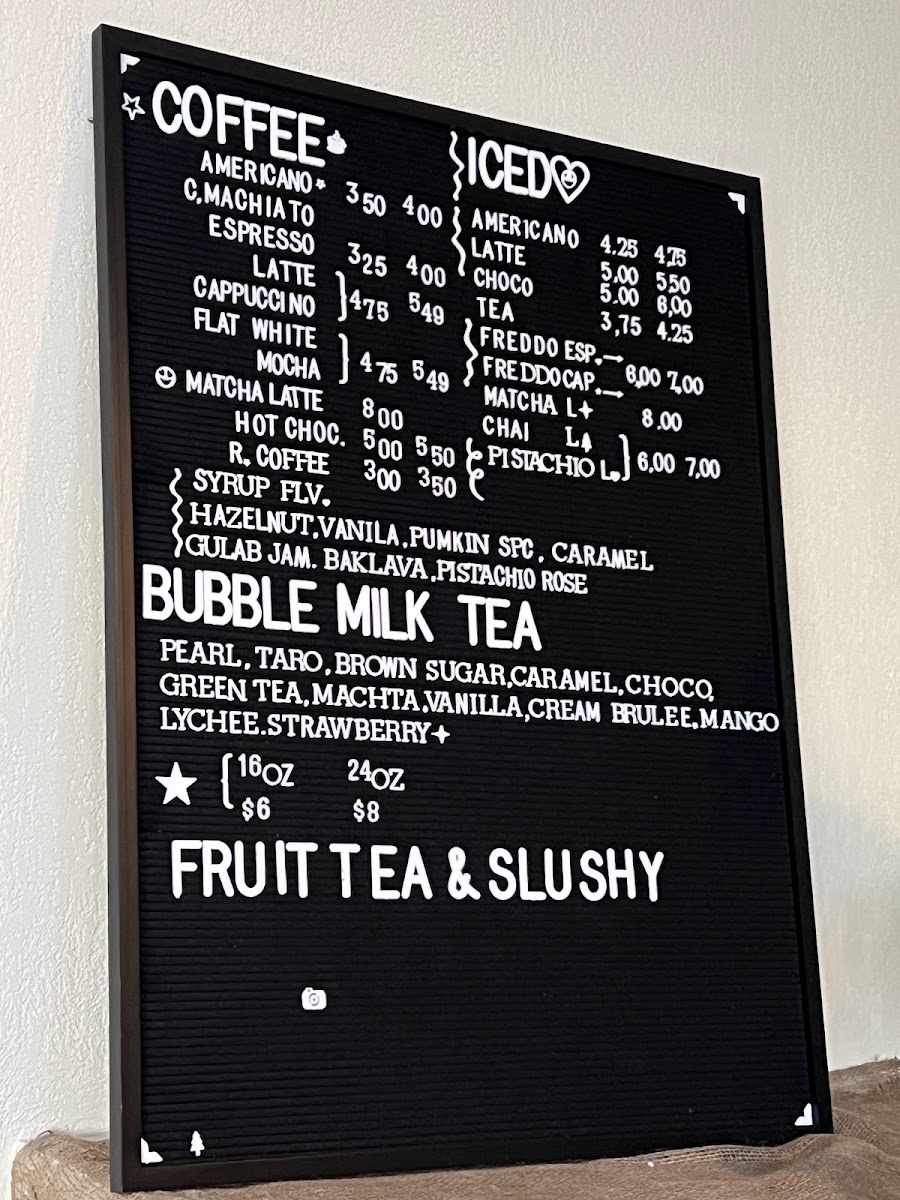 COFFEE
AMERICANO 3 50 4 00
C,MACHIATO
ESPRESSO 3 25 4 00
LATTE
CAPPUCCINO 4 75 5 49
FLAT WHITE
MOCHA 4 75 5 49
MATCHA LATTE 8 00
HOT CHOC. 5 00 5 50
R. COFFEE 3 00 3 50
ICED
AMERICANO 4.25 4.75
LATTE 5,00 5.50
CHOCO 5.00 6,00
TEA 3,75 4.25
FREDDO ESP. 6,00 7,00
FREDDO CAP.
MATCHA L 8.00
CHAI L
PISTACHIO L. 6,00 7,00
SYRUP FLV.
HAZELNUT,VANILA,PUMKIN SPC, CARAMEL
GULAB JAM. BAKLAVA,PISTACHIO ROSE
BUBBLE MILK TEA
PEARL, TARO, BROWN SUGAR,CARAMEL,CHOCO,
GREEN TEA,MACHTA,VANILLA,CREAM BRULEE,MANGO
LYCHEE.STRAWBERRY
16OZ 24OZ
$6 $8
FRUIT TEA & SLUSHY